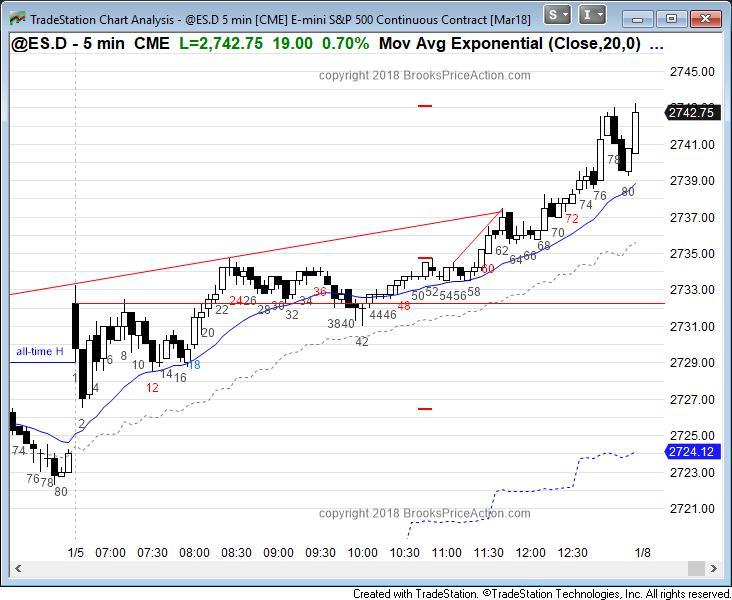 TradeStation Chart Analysis - @ES.D 5 min [CME] E-mini S&P 500 Continuous Contract [Mar18]
S I
@ES.D - 5 min CME L=2,742.75 19.00 0.70% Mov Avg Exponential (Close,20,0) ...
copyright 2018 BrooksPriceAction.com
2745.00
2742.75
2741.00
2739.00
2737.00
2735.00
2733.00
2731.00
2729.00
2727.00
2725.00
2724.12
2723.00
2721.00
78
80
74 76
72
70
62 64 66 68
60
50 52 54 56 58
48
24 26 36
22 28 30 32 34
38 40 44 46
20
42
all-time H
1 4 6 8 10 18
14 16
12
2
74
76 78
80
copyright 2018 BrooksPriceAction.com
1/5 07:00 07:30 08:00 08:30 09:00 09:30 10:00 10:30 11:00 11:30 12:00 12:30 1/8
Created with TradeStation. ©TradeStation Technologies, Inc. All rights reserved.